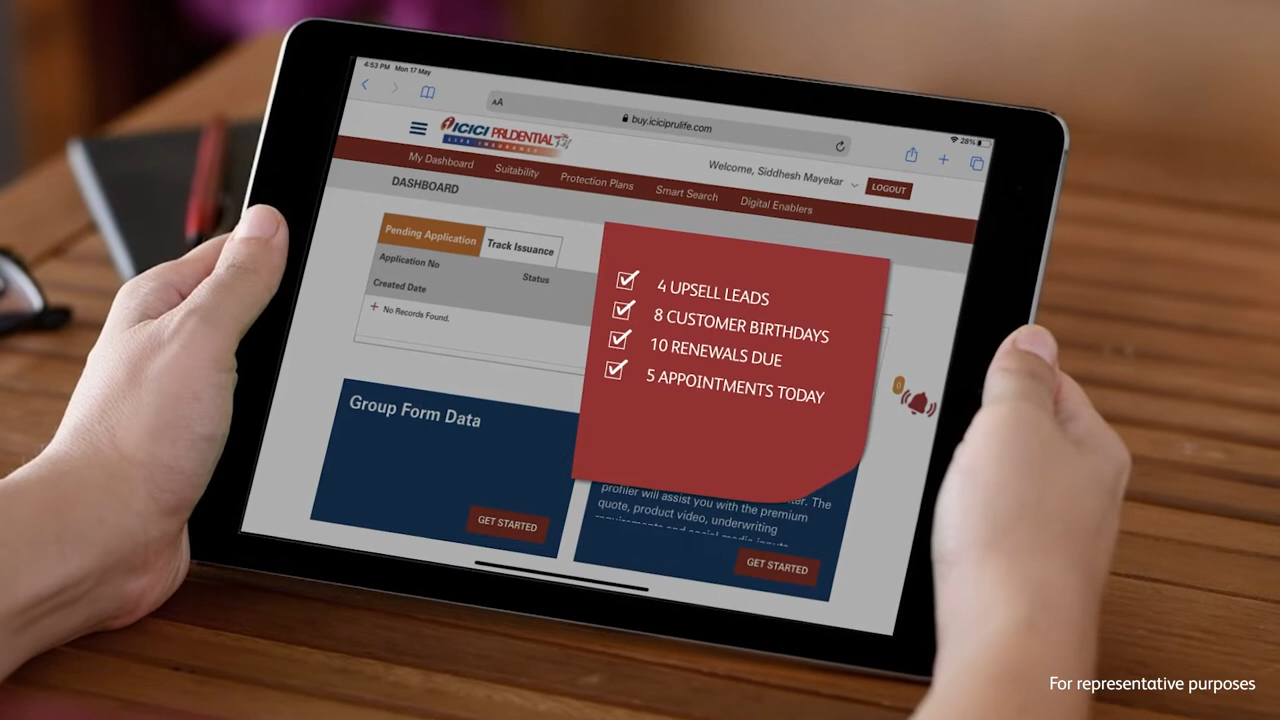 4:53 PM Mon 17 May
28%
AA
buy.iciciprulife.com
ICICI PRUDENTIAL
LIFE INSURANCE
Welcome, Siddhesh Mayekar
LOGOUT
My Dashboard Suitability Protection Plans Smart Search Digital Enablers
DASHBOARD
Pending Application Track Issuance
Application No Status
Created Date
+ No Records Found.
4 UPSELL LEADS
8 CUSTOMER BIRTHDAYS
10 RENEWALS DUE
5 APPOINTMENTS TODAY
0
Group Form Data
GET STARTED
The
profiler will assist you with the premium
quote, product video, underwriting
GET STARTED
For representative purposes